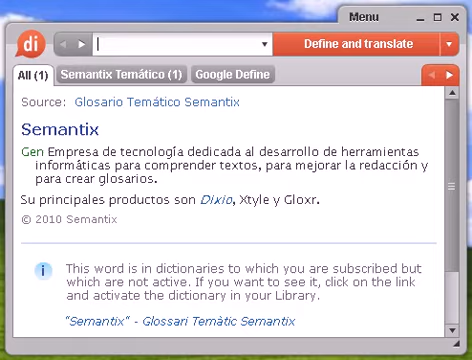 Menu
di
Define and translate
All (1)
Semantix Temático (1)
Google Define
Source: Glosario Temático Semantix
Semantix
Gen Empresa de tecnología dedicada al desarrollo de herramientas
informáticas para comprender textos, para mejorar la redacción y
para crear glosarios.
Su principales productos son Dixio, Xtyle y Gloxr.
© 2010 Semantix
i
This word is in dictionaries to which you are subscribed but
which are not active. If you want to see it, click on the link
and activate the dictionary in your Library.
"Semantix" - Glossari Temàtic Semantix